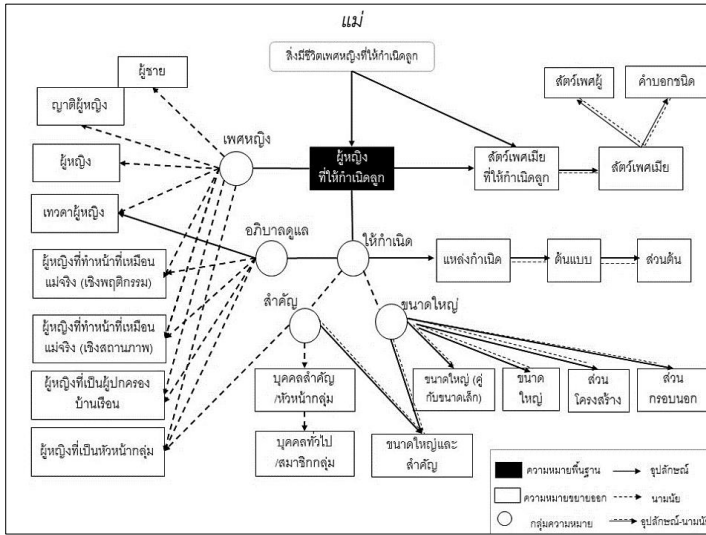 แม่
สิ่งมีชีวิตเพศหญิงที่ให้กำเนิดลูก
ผู้ชาย
สัตว์เพศผู้
คำบอกชนิด
ญาติผู้หญิง
เพศหญิง
ผู้หญิง
ผู้หญิง
ที่ให้กำเนิดลูก
สัตว์เพศเมีย
ที่ให้กำเนิดลูก
สัตว์เพศเมีย
เทวดาผู้หญิง
อภิบาลดูแล
ให้กำเนิด
แหล่งกำเนิด
ต้นแบบ
ส่วนต้น
ผู้หญิงที่ทำหน้าที่เหมือน
แม่จริง (เชิงพฤติกรรม)
สำคัญ
ขนาดใหญ่
ผู้หญิงที่ทำหน้าที่เหมือน
แม่จริง (เชิงสถานภาพ)
ผู้หญิงที่เป็นผู้ปกครอง
บ้านเรือน
บุคคลสำคัญ
/หัวหน้ากลุ่ม
ขนาดใหญ่ (คู่
กับขนาดเล็ก)
ขนาด
ใหญ่
ส่วน
โครงสร้าง
ส่วน
กรอบนอก
ผู้หญิงที่เป็นหัวหน้ากลุ่ม
บุคคลทั่วไป
/สมาชิกกลุ่ม
ขนาดใหญ่และ
สำคัญ
ความหมายพื้นฐาน
อุปลักษณ์
ความหมายขยายออก
นามนัย
กลุ่มความหมาย
อุปลักษณ์-นามนัย